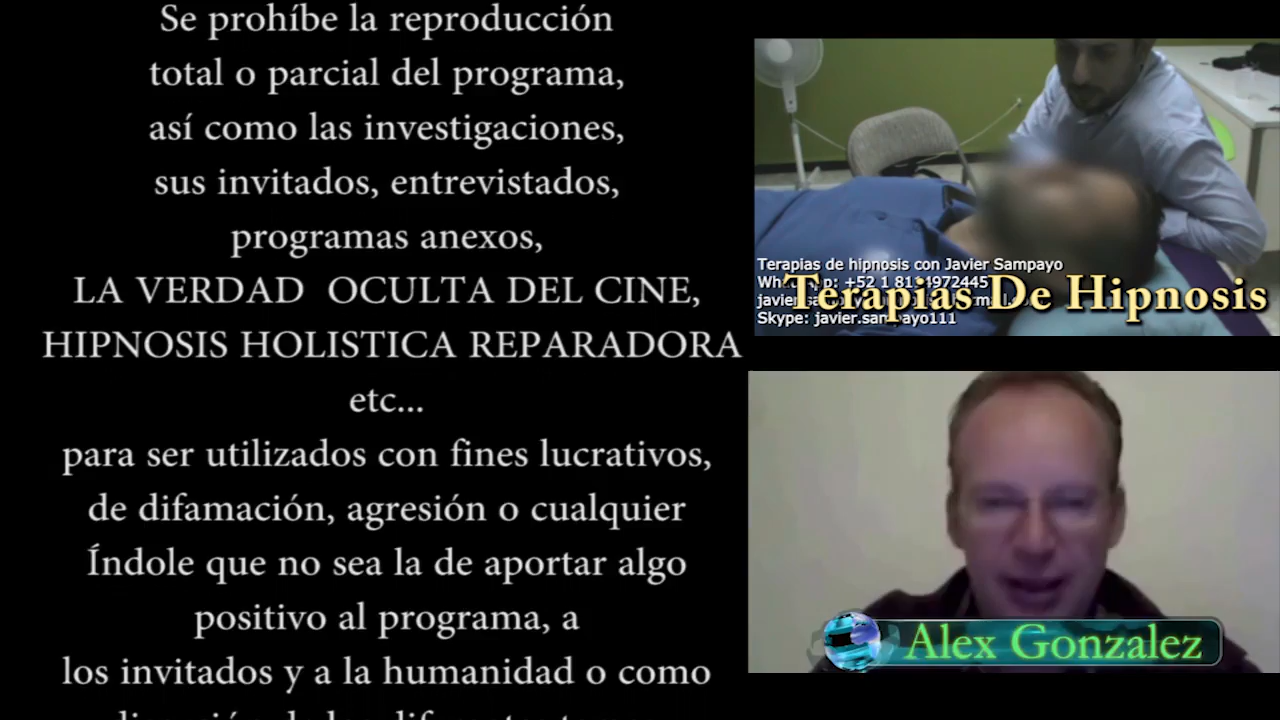 Se prohíbe la reproducción
total o parcial del programa,
así como las investigaciones,
sus invitados, entrevistados,
programas anexos,
LA VERDAD OCULTA DEL CINE,
HIPNOSIS HOLISTICA REPARADORA
etc...
para ser utilizados con fines lucrativos,
de difamación, agresión o cualquier
Índole que no sea la de aportar algo
positivo al programa, a
los invitados y a la humanidad o como
Terapias de hipnosis con Javier Sampayo
Terapias De Hipnosis
Skype: javier.sampayo111
Alex Gonzalez